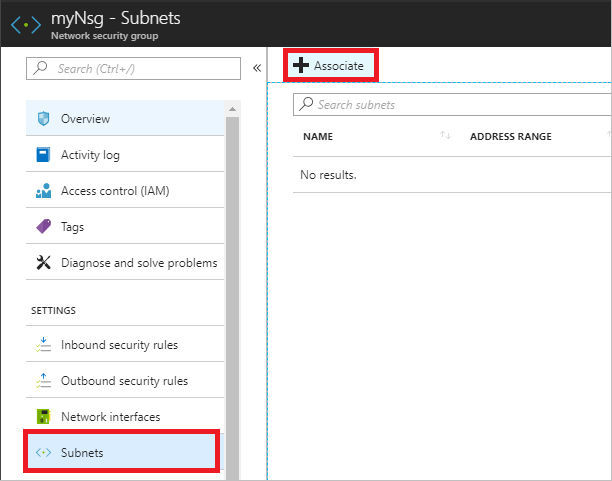 myNsg - Subnets
Network security group
Search (Ctrl+/)
Overview
Activity log
Access control (IAM)
Tags
Diagnose and solve problems
SETTINGS
Inbound security rules
Outbound security rules
Network interfaces
Subnets
Associate
Search subnets
NAME ADDRESS RANGE
No results.